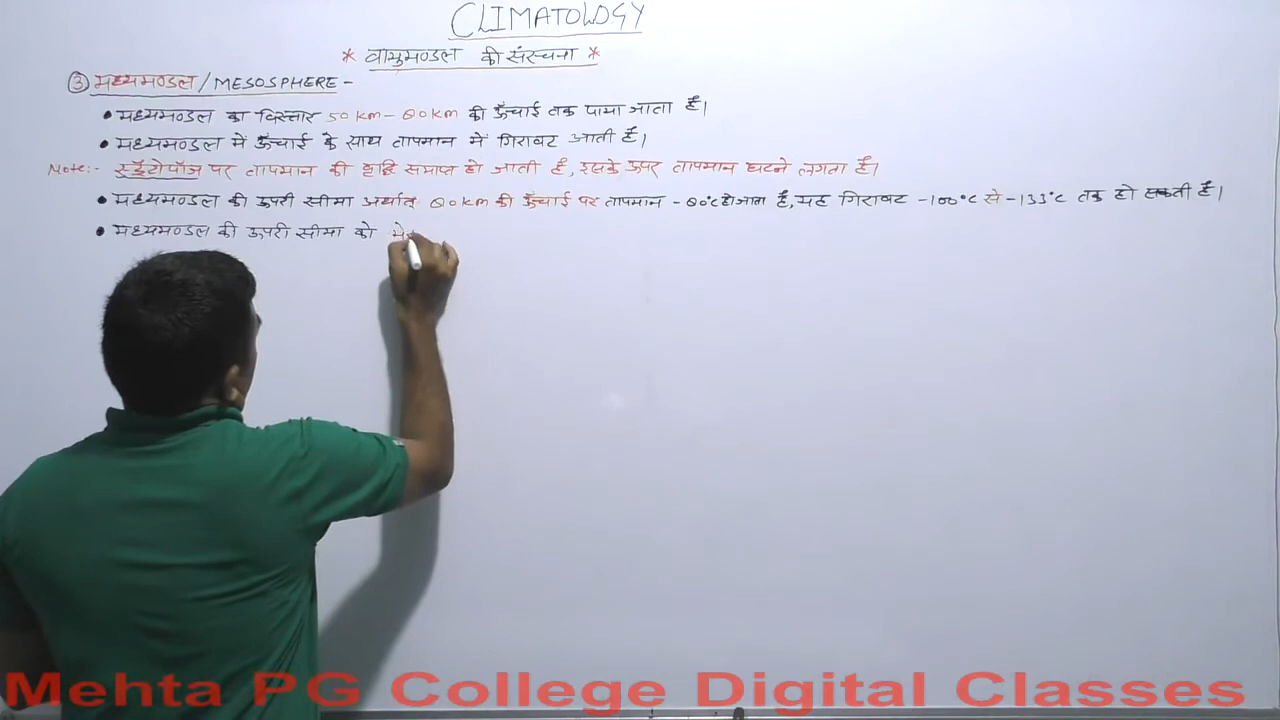 CLIMATOLOGY
* वायुमण्डल की संरचना *
③ मध्यमण्डल / MESOSPHERE -
• मध्यमण्डल का विस्तार 50 km - 80 km की ऊँचाई तक पाया जाता है।
• मध्यमण्डल में ऊँचाई के साथ तापमान में गिरावट आती है।
Note:- स्ट्रेटोपॉज पर तापमान की वृद्धि समाप्त हो जाती है, इसके ऊपर तापमान घटने लगता है।
• मध्यमण्डल की ऊपरी सीमा अर्थात् 80 km की ऊँचाई पर तापमान -80°C हो जाता है, यह गिरावट -100°C से -133°C तक हो सकती है।
• मध्यमण्डल की ऊपरी सीमा को
Mehta PG College Digital Classes